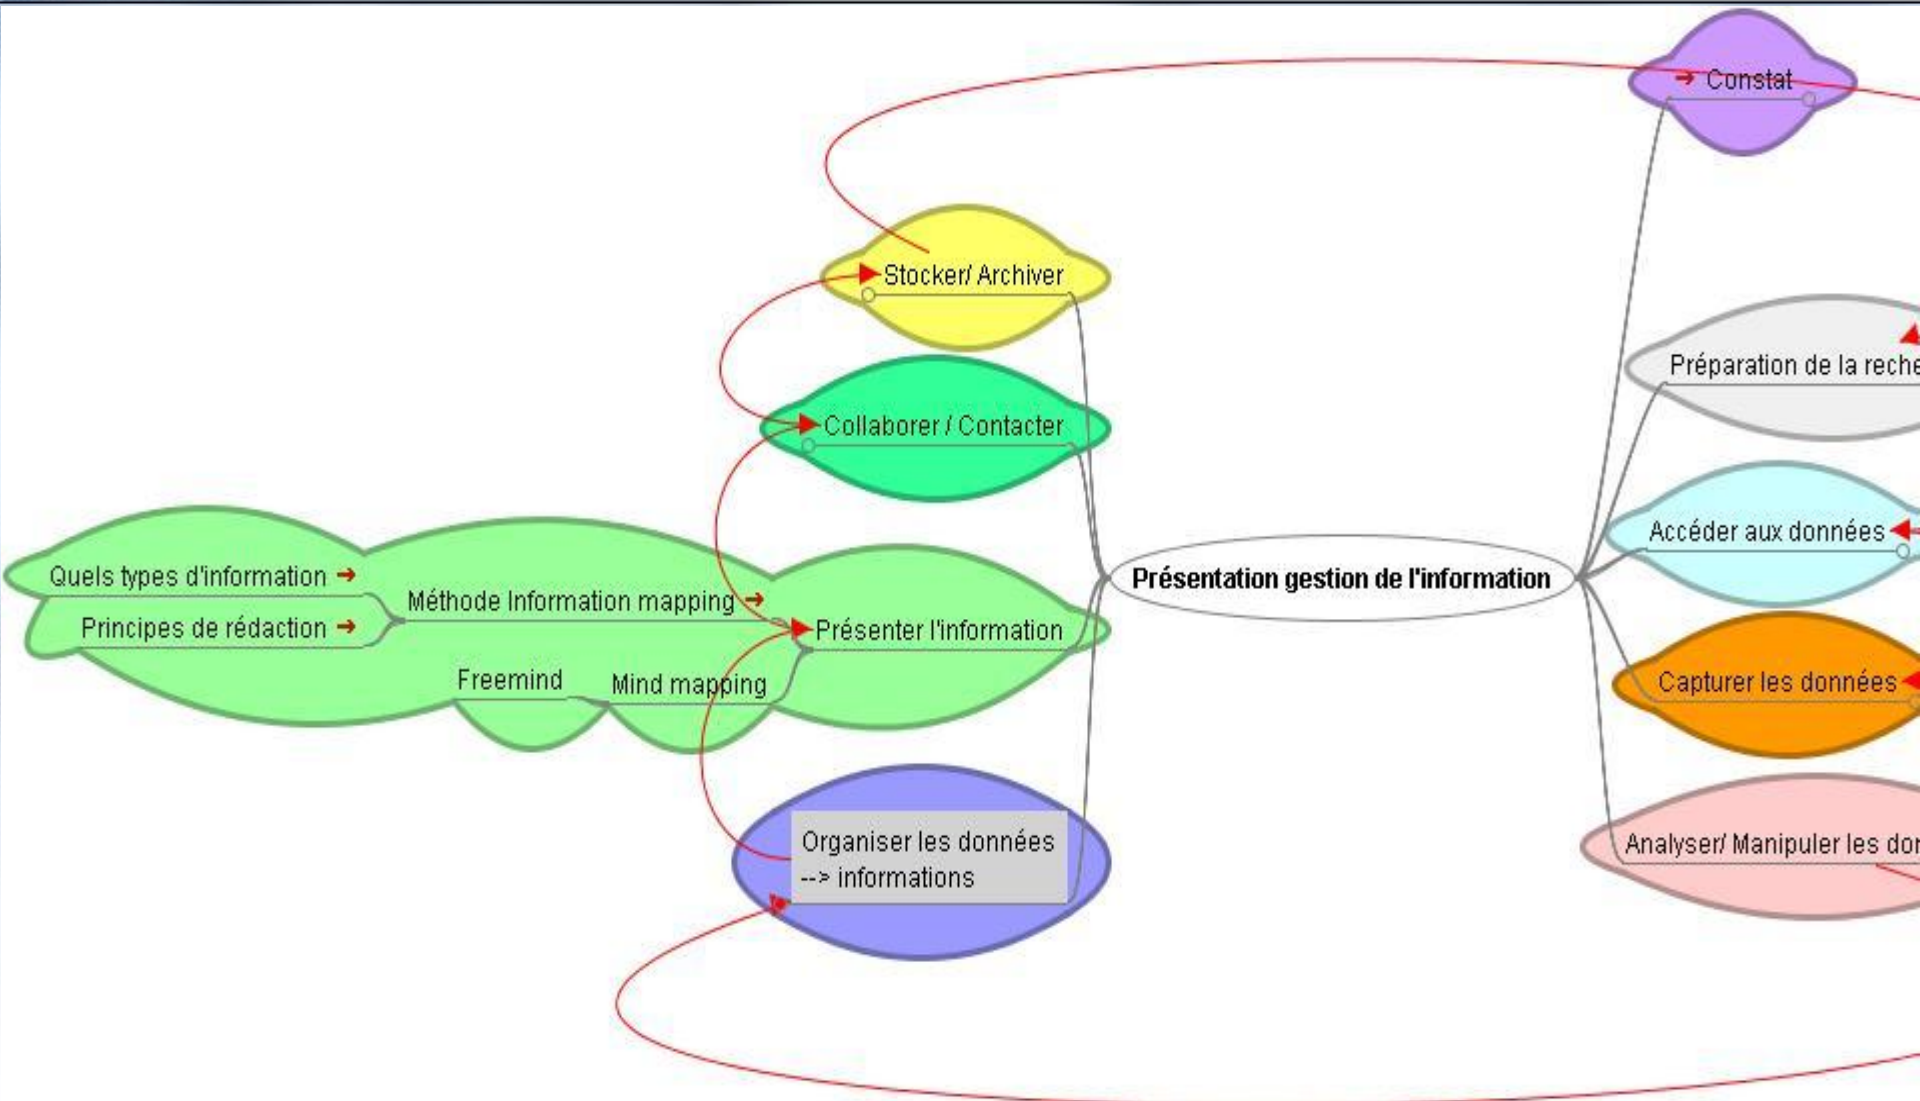 Constat
Stocker/ Archiver
Collaborer / Contacter
Quels types d'information
Principes de rédaction
Méthode Information mapping
Présenter l'information
Freemind
Mind mapping
Organiser les données
--> informations
Présentation gestion de l'information
Préparation de la reche
Accéder aux données
Capturer les données
Analyser/ Manipuler les don